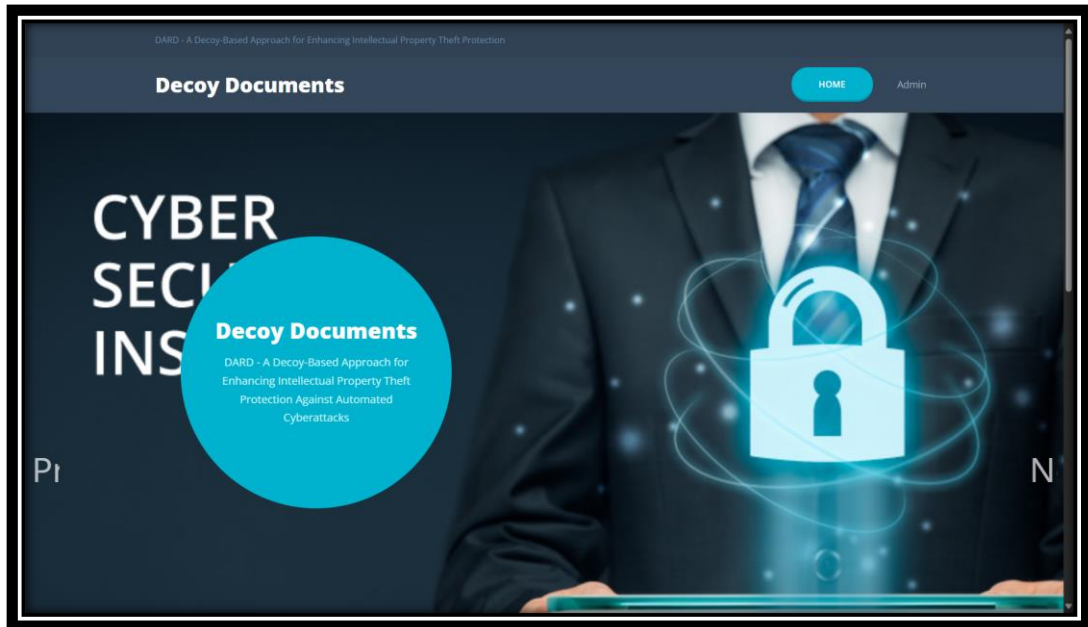 DARD - A Decoy-Based Approach for Enhancing Intellectual Property Theft Protection
Decoy Documents
HOME
Admin
CYBER
Decoy Documents
DARD - A Decoy-Based Approach for
Enhancing Intellectual Property Theft
Protection Against Automated
Cyberattacks